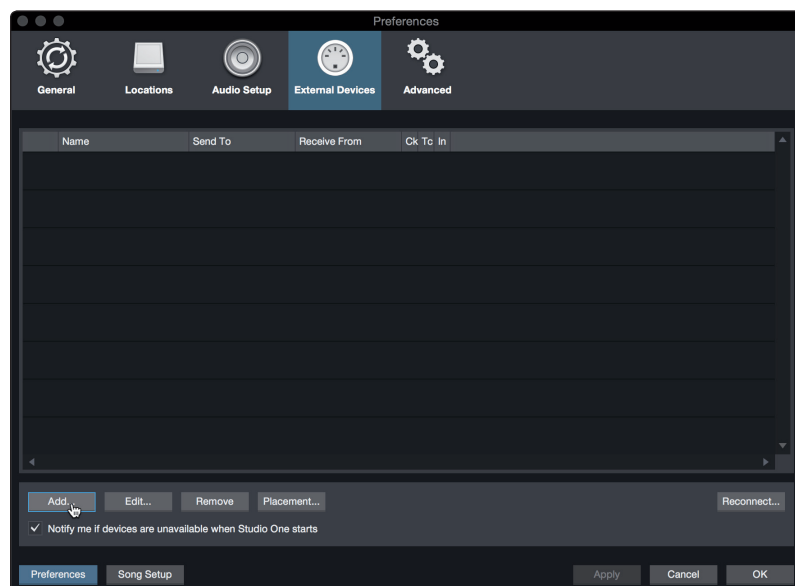 Preferences
General Locations Audio Setup External Devices Advanced
Name Send To Receive From Ck Tc In
Add... Edit... Remove Placement... Reconnect...
Notify me if devices are unavailable when Studio One starts
Preferences Song Setup Apply Cancel OK